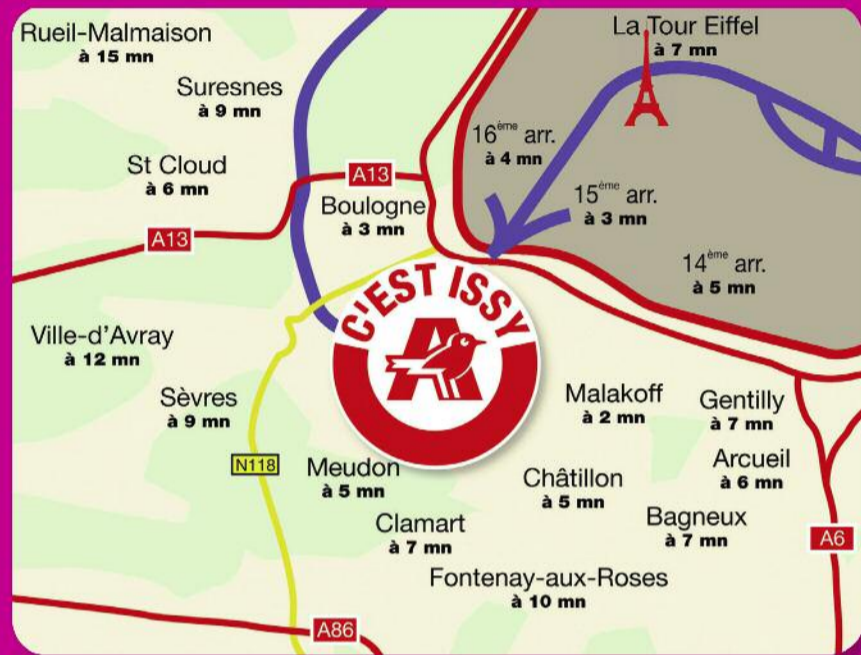 Rueil-Malmaison
à 15 mn
Suresnes
à 9 mn
St Cloud
à 6 mn
A13
A13
Boulogne
à 3 mn
La Tour Eiffel
à 7 mn
16ème arr.
à 4 mn
15ème arr.
à 3 mn
14ème arr.
à 5 mn
C'EST ISSY
A
Ville-d'Avray
à 12 mn
Sèvres
à 9 mn
N118
Meudon
à 5 mn
Clamart
à 7 mn
Malakoff
à 2 mn
Gentilly
à 7 mn
Châtillon
à 5 mn
Arcueil
à 6 mn
Bagneux
à 7 mn
A6
Fontenay-aux-Roses
à 10 mn
A86